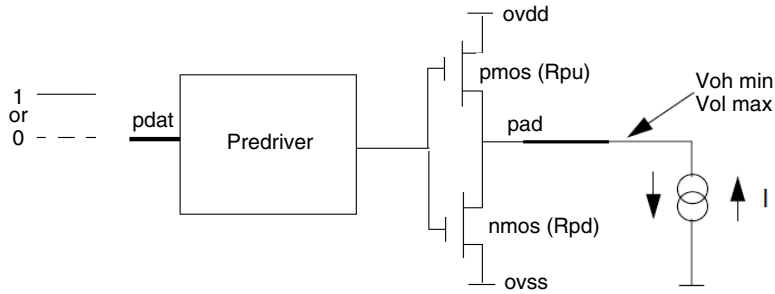 ovdd
pmos (Rpu)
Voh min
Vol max
1
or
0
pdat
Predriver
pad
I
nmos (Rpd)
ovss